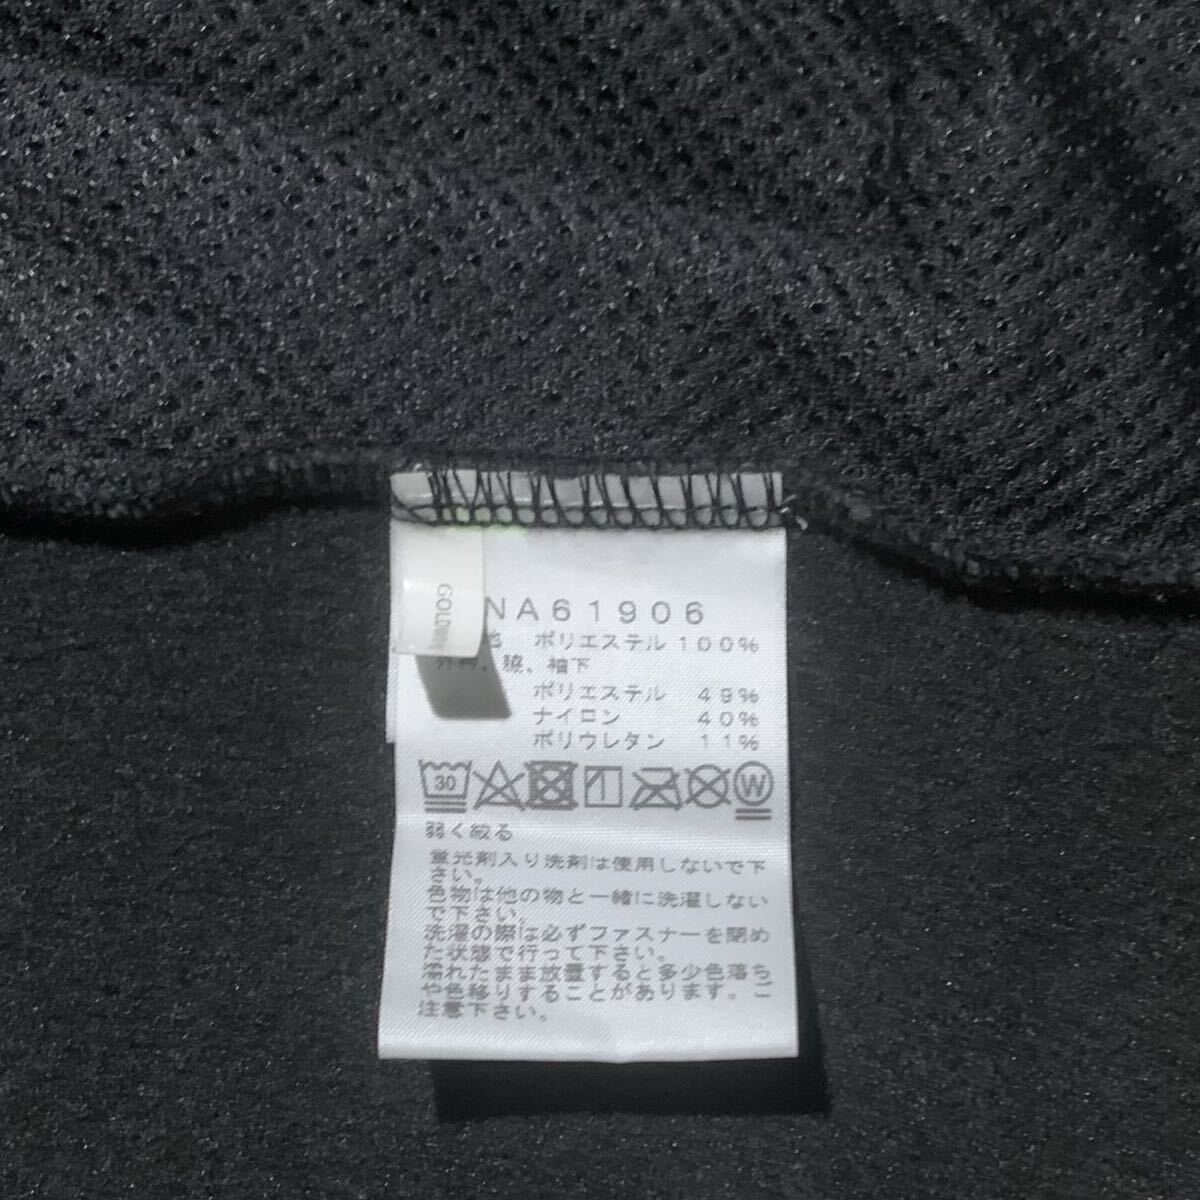 GOLDWIN
NA61906
地 ポリエステル 100%
脇、袖下
ポリエステル 49%
ナイロン 40%
ポリウレタン 11%
30
W
弱く絞る
蛍光剤入り洗剤は使用しないで下
さい。
色物は他の物と一緒に洗濯しない
で下さい。
洗濯の際は必ずファスナーを閉め
た状態で行って下さい。
濡れたまま放置すると多少色落ち
や色移りすることがあります。ご
注意下さい。